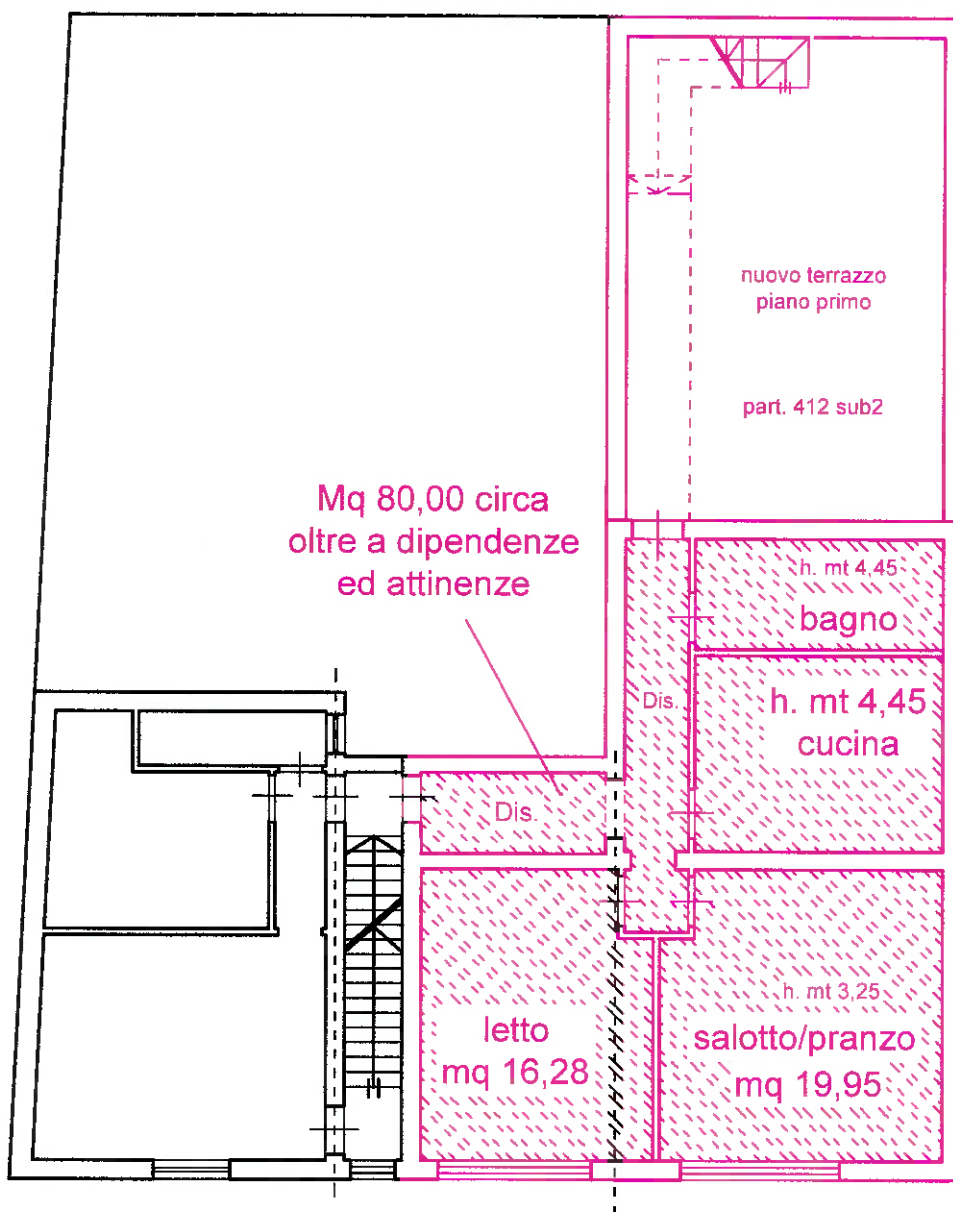 nuovo terrazzo
piano primo
part. 412 sub2
Mq 80,00 circa
oltre a dipendenze
ed attinenze
h. mt 4,45
bagno
Dis.
h. mt 4,45
cucina
Dis.
h. mt 3,25
letto
mq 16,28
salotto/pranzo
mq 19,95